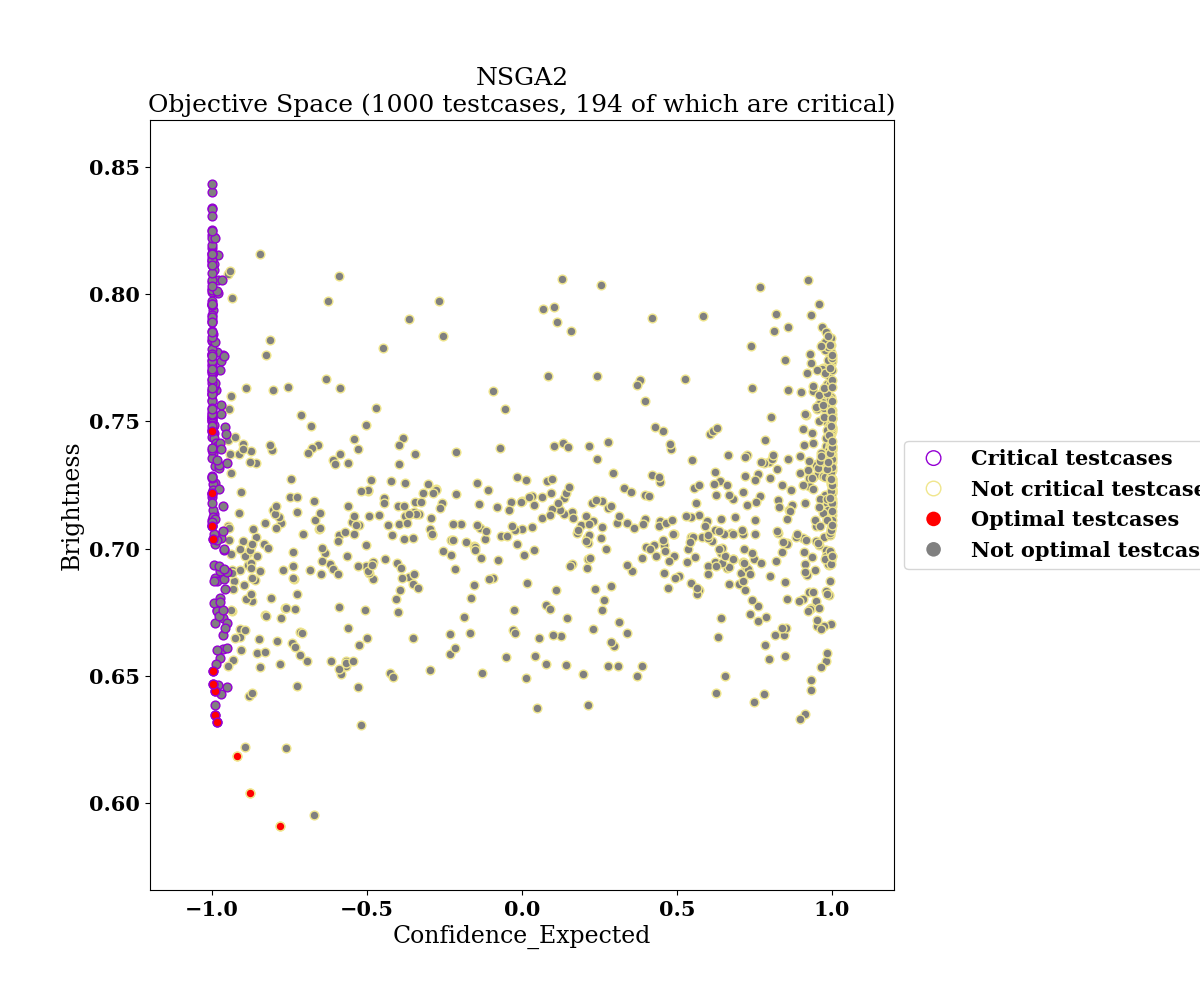 NSGA2
Objective Space (1000 testcases, 194 of which are critical)
0.85
0.80
0.75
0.70
0.65
0.60
Brightness
−1.0
−0.5
0.0
0.5
1.0
Confidence_Expected
Critical testcases
Not critical testcase
Optimal testcases
Not optimal testcas